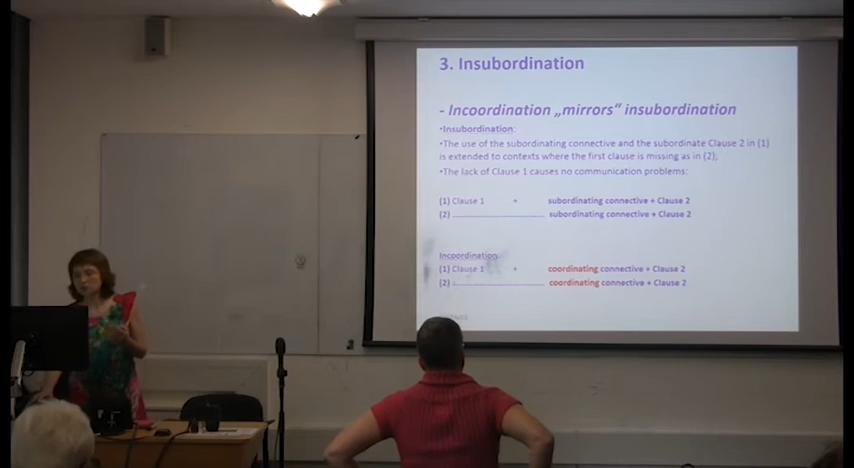 3. Insubordination
- Incoordination „mirrors" insubordination
•Insubordination:
•The use of the subordinating connective and the subordinate Clause 2 in (1)
is extended to contexts where the first clause is missing as in (2);
•The lack of Clause 1 causes no communication problems:
(1) Clause 1 + subordinating connective + Clause 2
(2) ........................ subordinating connective + Clause 2
Incoordination:
(1) Clause 1 + coordinating connective + Clause 2
(2) ........................ coordinating connective + Clause 2